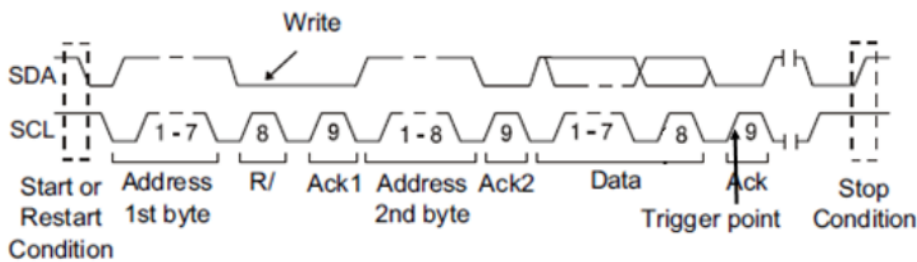 Write
SDA
SCL
1 - 7 8 9 1 - 8 9 1 - 7 8 9
Start or
Restart
Condition
Address
1st byte
R/
Ack1
Address
2nd byte
Ack2
Data
Ack
Trigger point
Stop
Condition